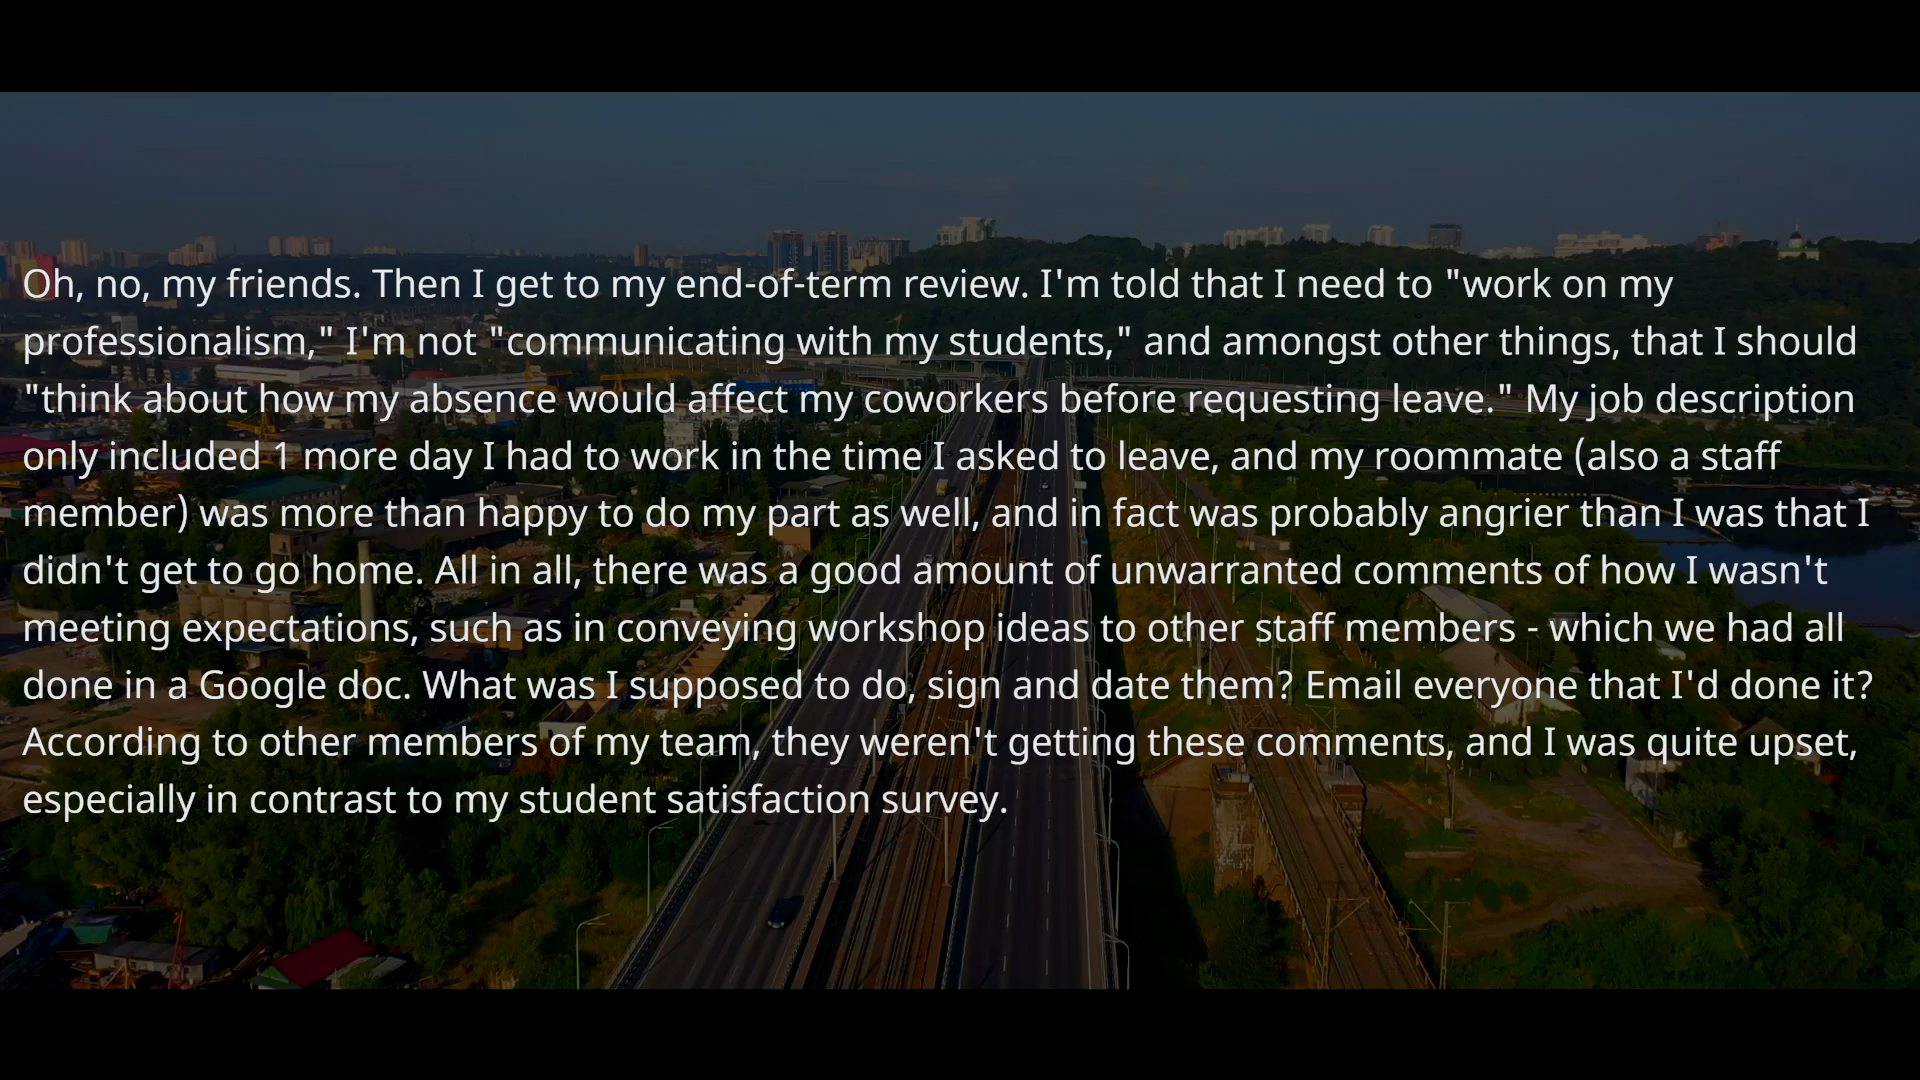 Oh, no, my friends. Then I get to my end-of-term review. I'm told that I need to "work on my
professionalism," I'm not "communicating with my students," and amongst other things, that I should
"think about how my absence would affect my coworkers before requesting leave." My job description
only included 1 more day I had to work in the time I asked to leave, and my roommate (also a staff
member) was more than happy to do my part as well, and in fact was probably angrier than I was that I
didn't get to go home. All in all, there was a good amount of unwarranted comments of how I wasn't
meeting expectations, such as in conveying workshop ideas to other staff members - which we had all
done in a Google doc. What was I supposed to do, sign and date them? Email everyone that I'd done it?
According to other members of my team, they weren't getting these comments, and I was quite upset,
especially in contrast to my student satisfaction survey.